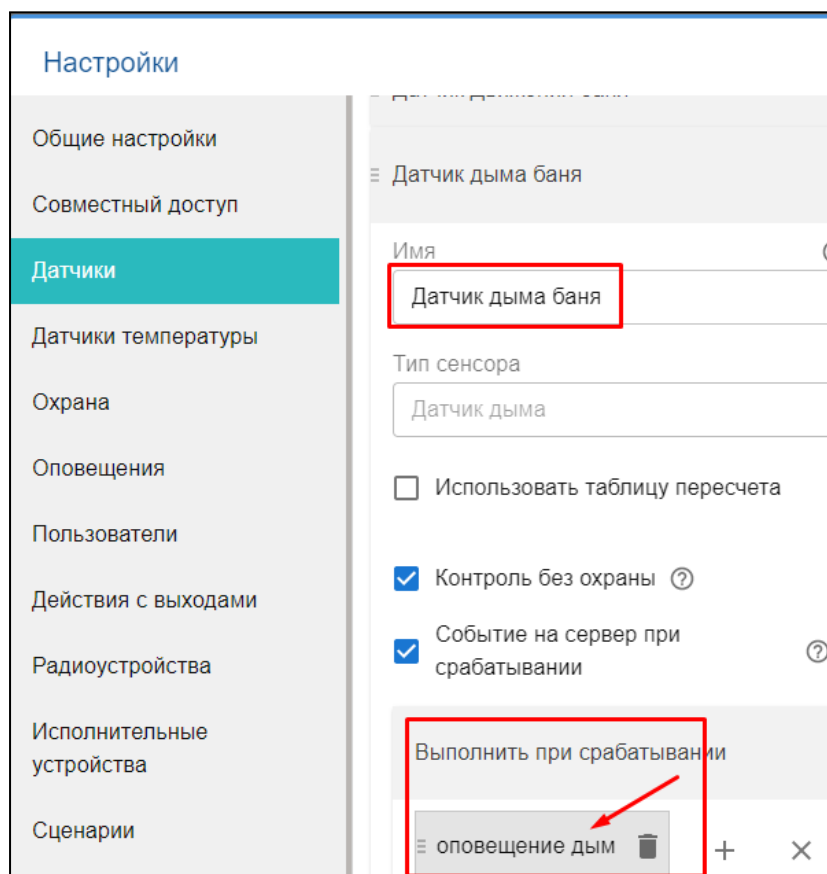 Настройки
Общие настройки
Совместный доступ
Датчики
Датчики температуры
Охрана
Оповещения
Пользователи
Действия с выходами
Радиоустройства
Исполнительные
устройства
Сценарии
Датчик дыма баня
Имя
Датчик дыма баня
Тип сенсора
Датчик дыма
Использовать таблицу пересчета
Контроль без охраны
Событие на сервер при
срабатывании
Выполнить при срабатывании
оповещение дым